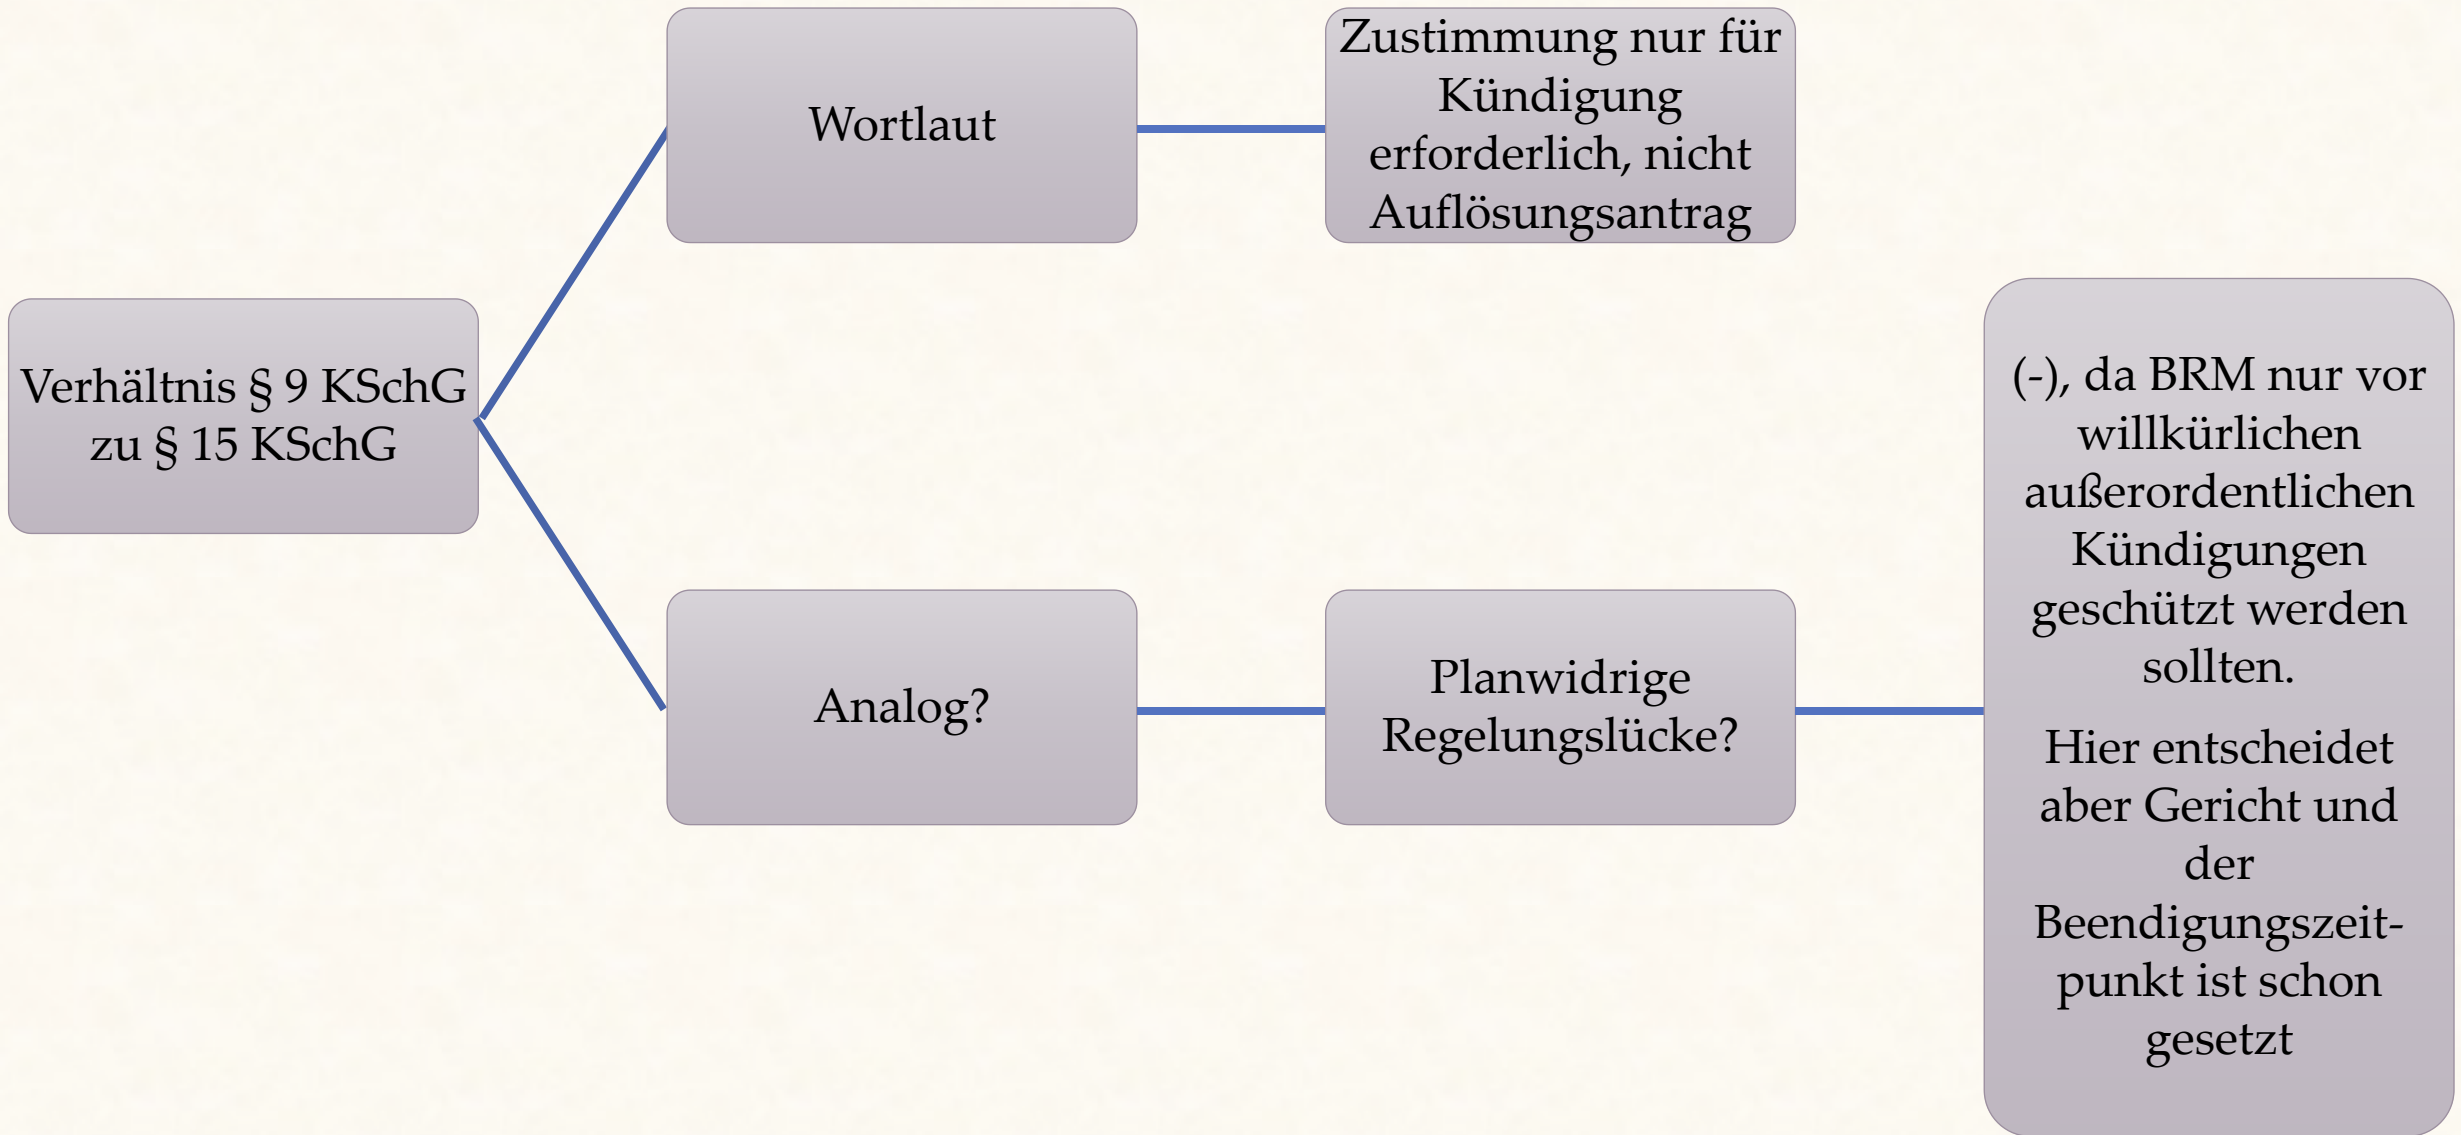 Verhältnis § 9 KSchG
zu § 15 KSchG
Wortlaut
Zustimmung nur für
Kündigung
erforderlich, nicht
Auflösungsantrag
Analog?
Planwidrige
Regelungslücke?
(-), da BRM nur vor
willkürlichen
außerordentlichen
Kündigungen
geschützt werden
sollten.
Hier entscheidet
aber Gericht und
der
Beendigungszeit-
punkt ist schon
gesetzt